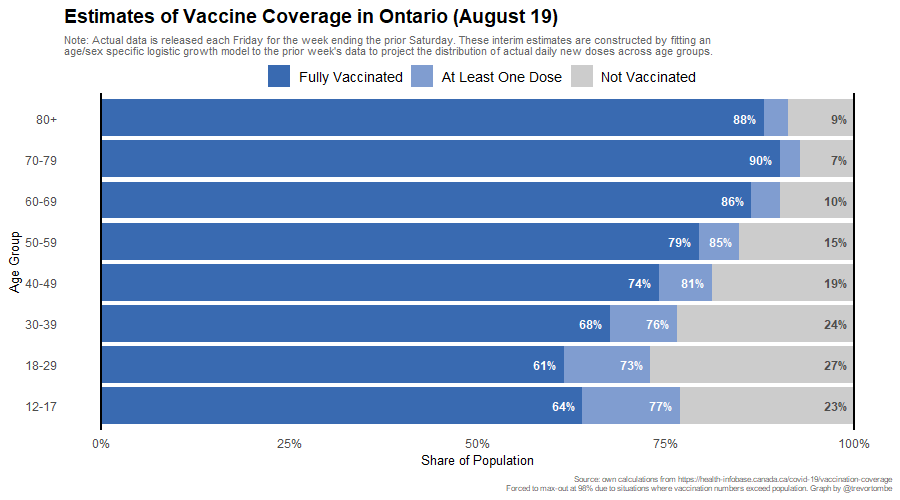 Estimates of Vaccine Coverage in Ontario (August 19)
Note: Actual data is released each Friday for the week ending the prior Saturday. These interim estimates are constructed by fitting an
age/sex specific logistic growth model to the prior week's data to project the distribution of actual daily new doses across age groups.
Fully Vaccinated At Least One Dose Not Vaccinated
80+ 88% 9%
70-79 90% 7%
60-69 86% 10%
50-59 79% 85% 15%
Age Group
40-49 74% 81% 19%
30-39 68% 76% 24%
18-29 61% 73% 27%
12-17 64% 77% 23%
0% 25% 50% 75% 100%
Share of Population
Source: own calculations from https://health-infobase.canada.ca/covid-19/vaccination-coverage
Forced to max-out at 98% due to situations where vaccination numbers exceed population. Graph by @trevortombe